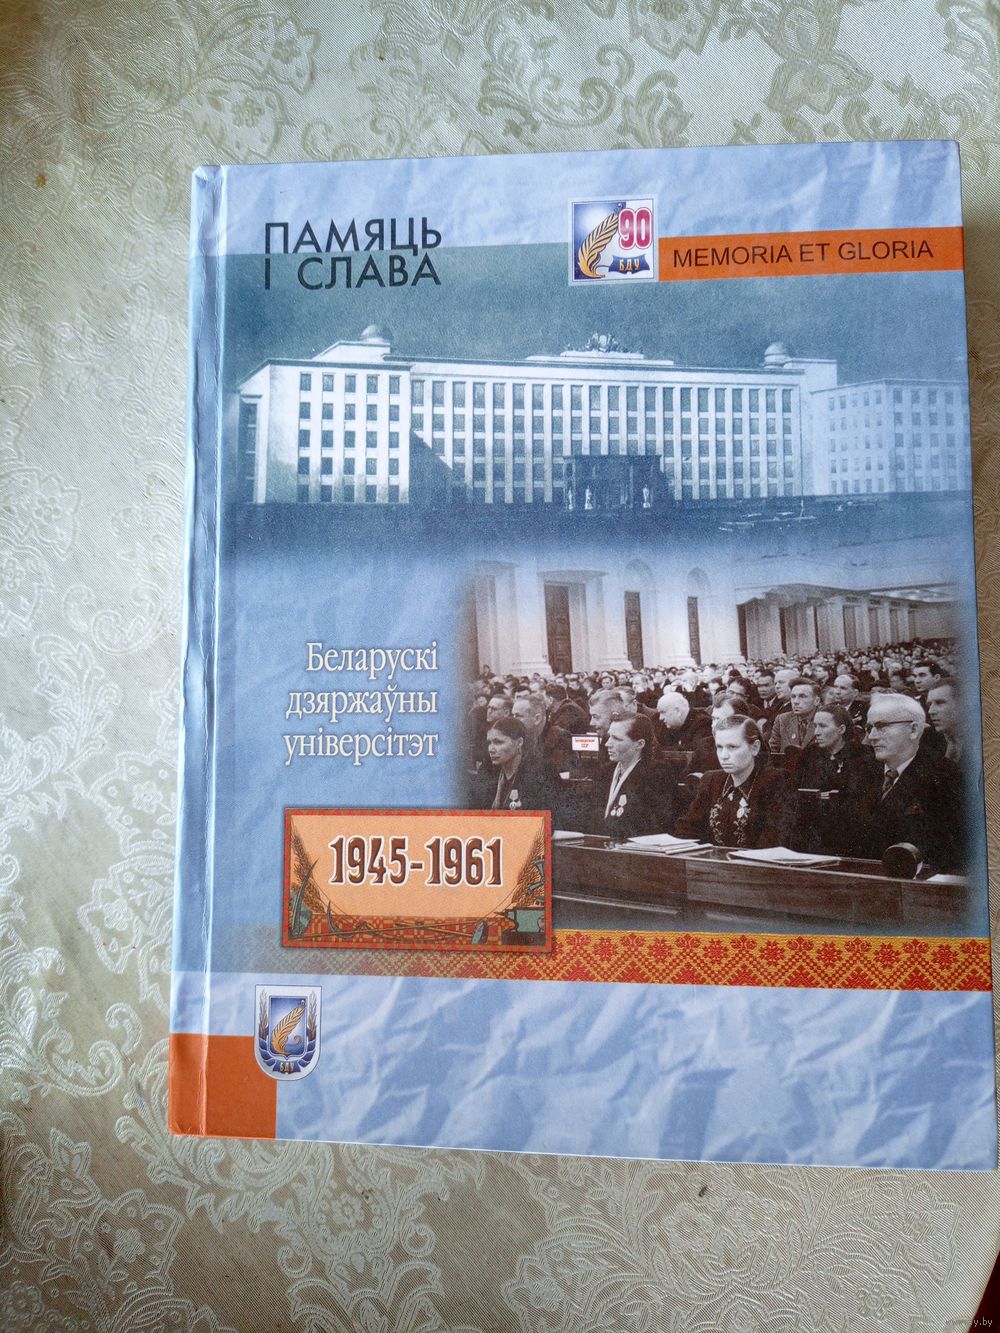 ПАМЯЦЬ
І СЛАВА
90
БДУ
MEMORIA ET GLORIA
Беларускі
дзяржаўны
універсітэт
1945-1961
БДУ